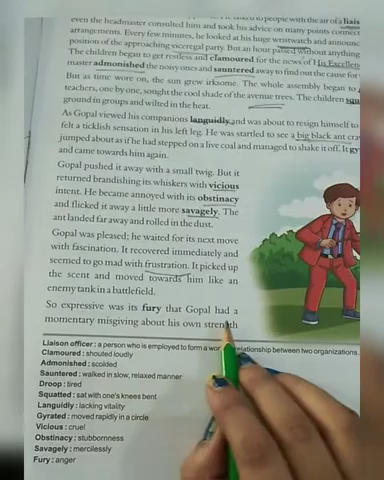 even the headmaster consulted him and took his advice on many points connect
arrangements. Every few minutes, he looked at his huge wristwatch and announc
position of the approaching viceregal party. But an hour passed without anything
The children began to get restless and clamoured for the news of His Excellen
master admonished the noisy ones and sauntered away to find out the cause for
But as time wore on, the sun grew irksome. The whole assembly began to
teachers, one by one, sought the cool shade of the avenue trees. The children squ
ground in groups and wilted in the heat.
As Gopal viewed his companions languidly and was about to resign himself to
felt a ticklish sensation in his left leg. He was startled to see a big black ant cra
jumped about as if he had stepped on a live coal and managed to shake it off. It gy
and came towards him again.
Gopal pushed it away with a small twig. But it
returned brandishing its whiskers with vicious
intent. He became annoyed with its obstinacy
and flicked it away a little more savagely. The
ant landed far away and rolled in the dust.
Gopal was pleased; he waited for its next move
with fascination. It recovered immediately and
seemed to go mad with frustration. It picked up
the scent and moved towards him like an
enemy tank in a battlefield.
So expressive was its fury that Gopal had a
momentary misgiving about his own strength
Liaison officer : a person who is employed to form a relationship between two organizations.
Clamoured : shouted loudly
Admonished : scolded
Sauntered : walked in slow, relaxed manner
Droop : tired
Squatted : sat with one's knees bent
Languidly : lacking vitality
Gyrated : moved rapidly in a circle
Vicious : cruel
Obstinacy : stubbornness
Savagely : mercilessly
Fury : anger